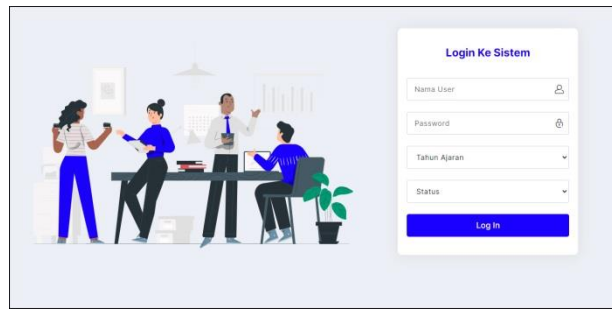 Login Ke Sistem
Nama User
Password
Tahun Ajaran
Status
Log In